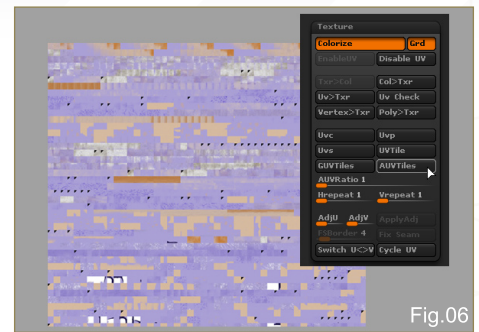 Texture
Colorize Grd
EnableUV Disable UV
Txr>Col Col>Txr
Uv>Txr Uv Check
Vertex>Txr Poly>Txr
Uvc Uvp
Uvs UVTile
GUVTiles AUVTiles
AUVRatio 1
Hrepeat 1 Vrepeat 1
AdjU AdjV ApplyAdj
FSBorder 4 Fix Seam
Switch U<>V Cycle UV
Fig.06